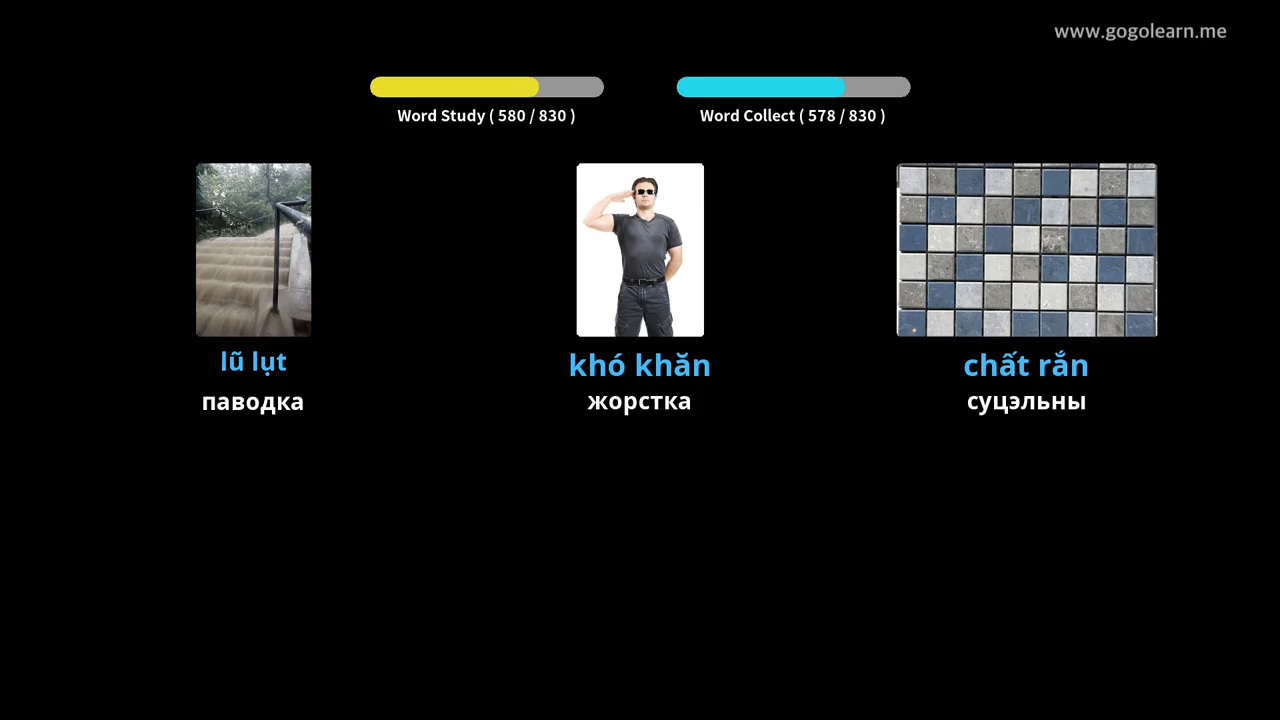 www.gogolearn.me
Word Study ( 580 / 830 )
Word Collect ( 578 / 830 )
lũ lụt
паводка
khó khăn
жорстка
chất rắn
суцэльны